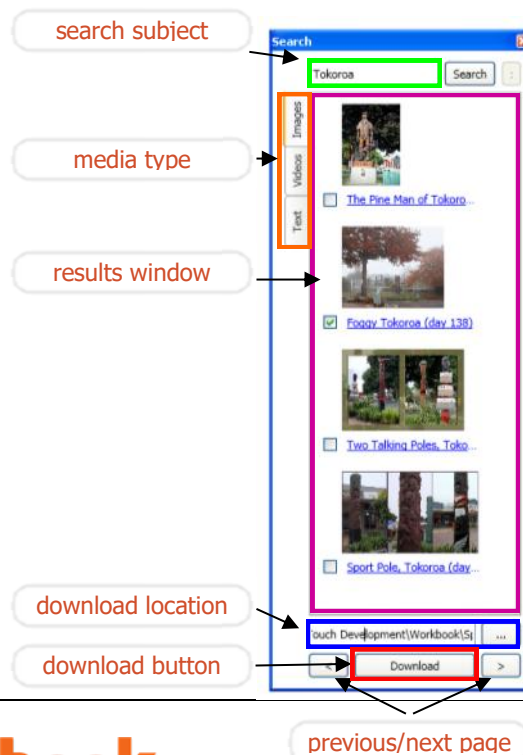 search subject
Search
Tokoroa
Search
:
media type
Images
Videos
Text
The Pine Man of Tokoro...
results window
Foggy Tokoroa (day 138)
Two Talking Poles, Toko...
Sport Pole, Tokoroa (day...
download location
ouch Development\Workbook\Sp
...
download button
<
Download
>
previous/next page